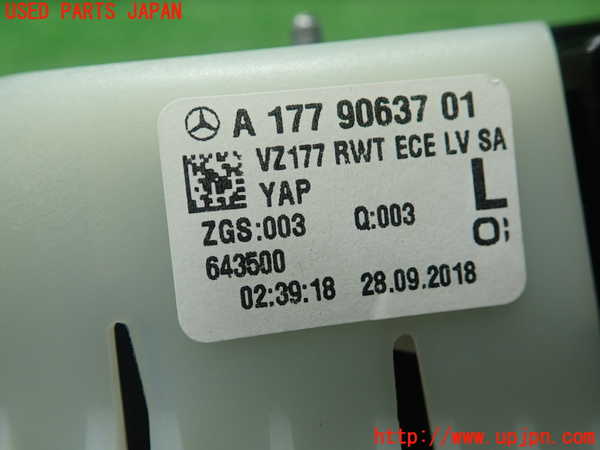 USED PARTS JAPAN
A 177 90637 01
VZ177 RWT ECE LV SA
YAP
L
ZGS:003 Q:003
O;
643500
02:39:18 28.09.2018
© www-upjpn-com